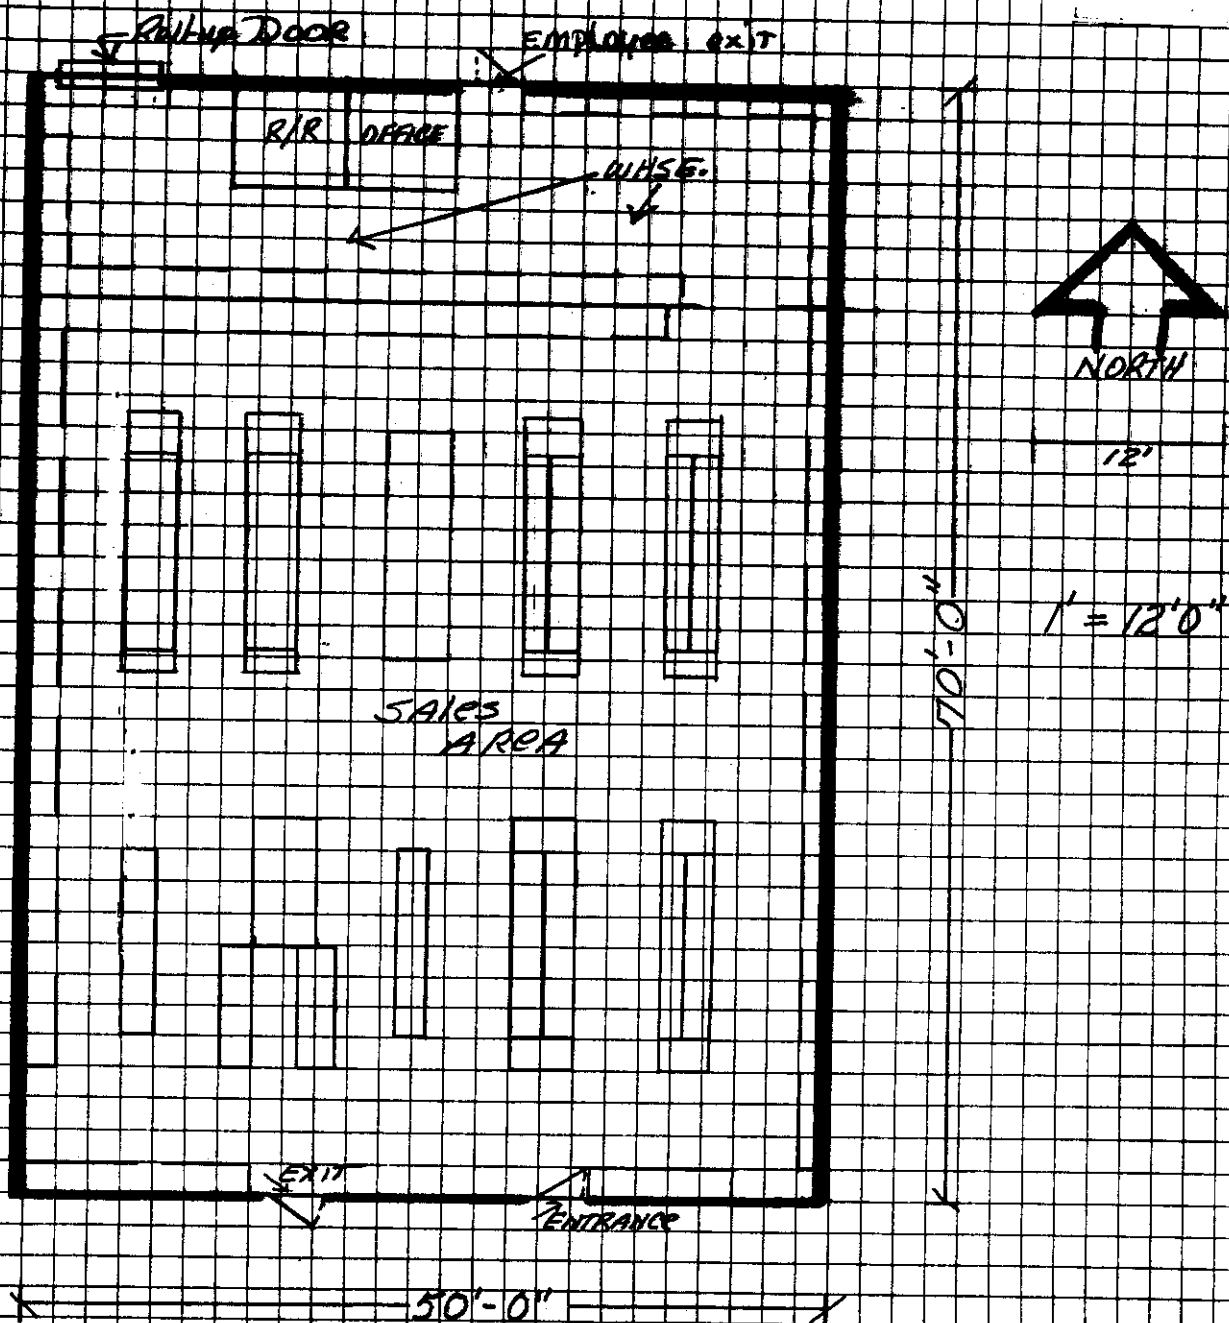 Roll-up Door
Employee exit
R/R
OFFICE
WHSE.
NORTH
12'
1' = 12'0"
70'-0"
SALES
AREA
EXIT
ENTRANCE
50'-0"